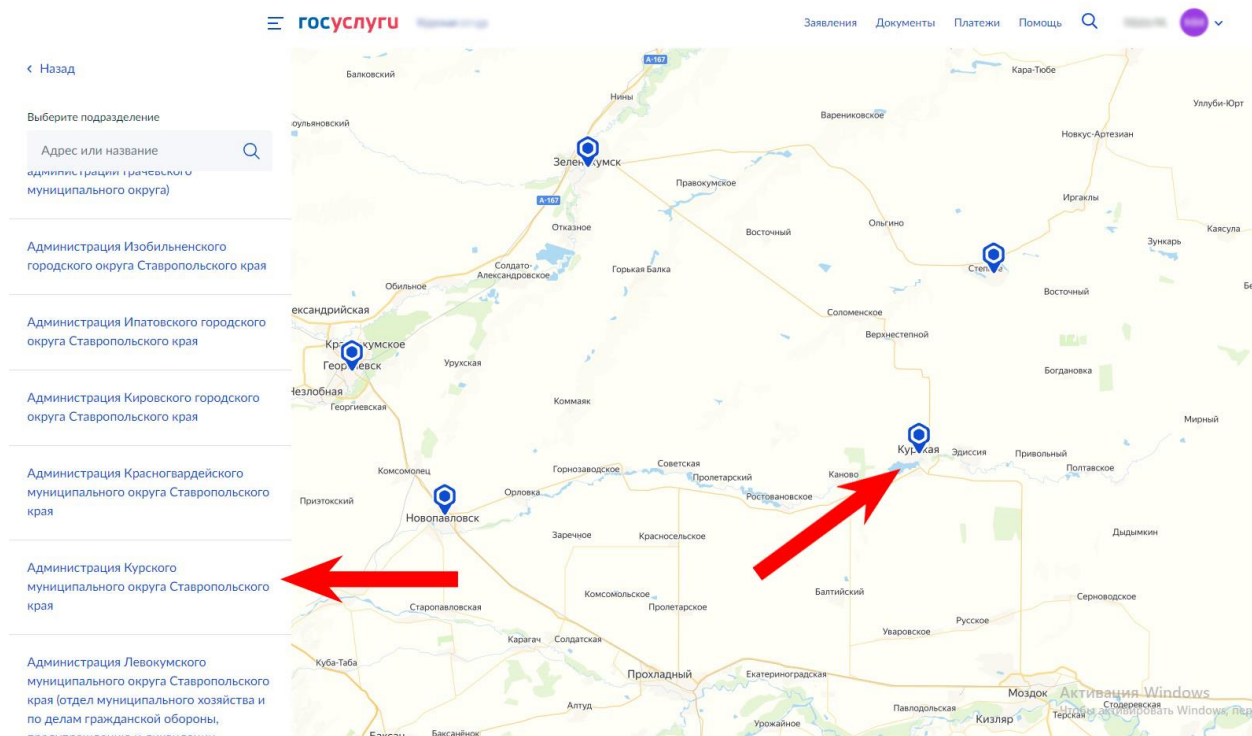 госуслуги
Заявления Документы Платежи Помощь
Назад
Выберите подразделение
Адрес или название
администрации Грачевского
муниципального округа)
Администрация Изобильненского
городского округа Ставропольского края
Администрация Ипатовского городского
округа Ставропольского края
Администрация Кировского городского
округа Ставропольского края
Администрация Красногвардейского
муниципального округа Ставропольского
края
Администрация Курского
муниципального округа Ставропольского
края
Администрация Левокумского
муниципального округа Ставропольского
края (отдел муниципального хозяйства и
по делам гражданской обороны,
А-167
Балковский
Кара-Тюбе
Нины
Уллуби-Юрт
Варениковское
Новкус-Артезиан
Правокумское
Иргаклы
А-167
Отказное
Ольгино
Восточный
Каясула
Зункарь
Солдато-
Александровское
Горькая Балка
Обильное
Восточный
Соломенское
Верхнестепной
Урухская
Богдановка
Незлобная
Георгиевская
Коммаяк
Мирный
Эдиссия
Привольный
Полтавское
Комсомолец
Горнозаводское
Советская
Пролетарский
Каново
Приэтокский
Орловка
Ростовановское
Новопавловск
Заречное
Красносельское
Дыдымкин
Комсомольское
Пролетарское
Балтийский
Серноводское
Старопавловская
Русское
Уваровское
Карагач
Солдатская
Куба-Таба
Прохладный
Екатериноградская
Моздок
Активация Windows
Алтуд
Павлодольская
Стодеревская
Терская
Кизляр
Урожайное
Баксанёнок